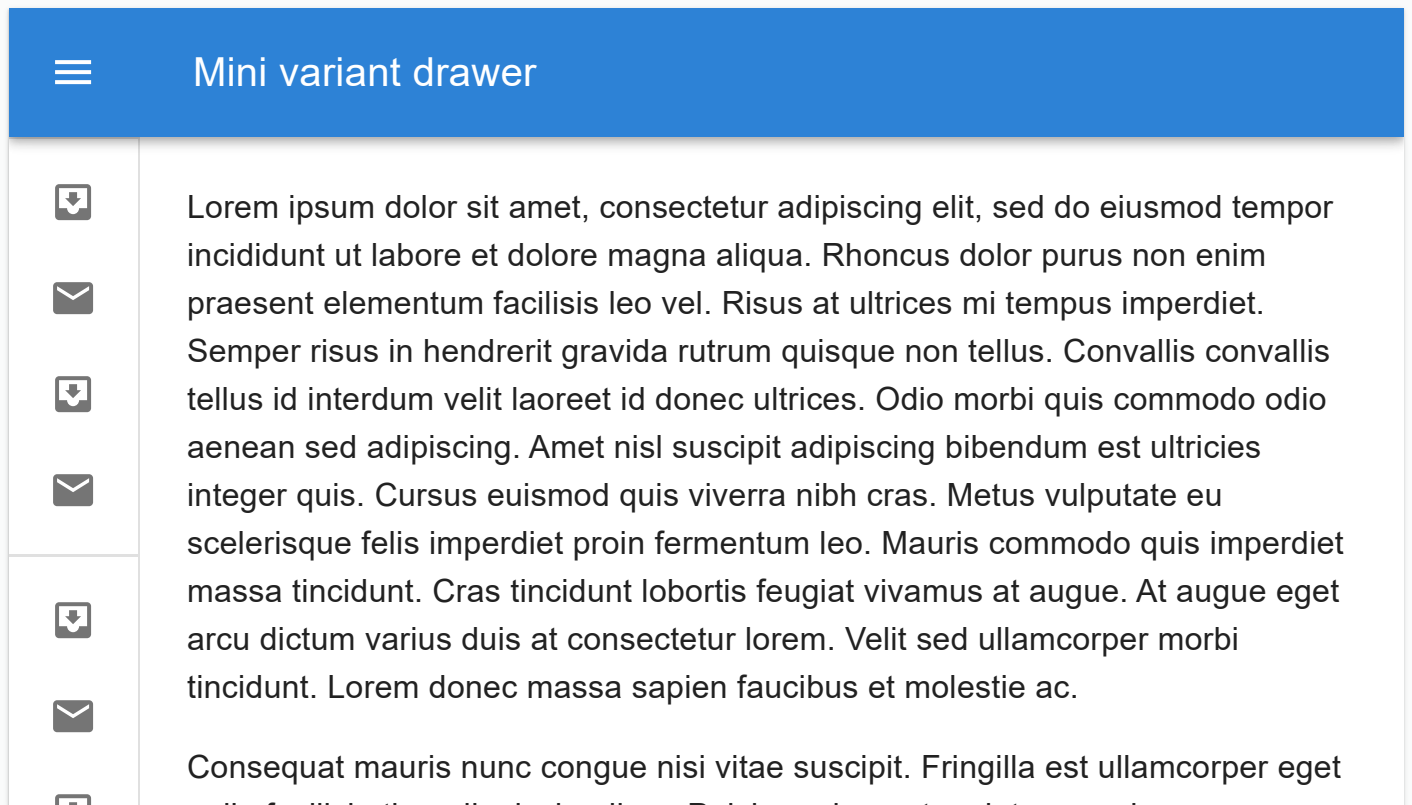 Mini variant drawer
Lorem ipsum dolor sit amet, consectetur adipiscing elit, sed do eiusmod tempor
incididunt ut labore et dolore magna aliqua. Rhoncus dolor purus non enim
praesent elementum facilisis leo vel. Risus at ultrices mi tempus imperdiet.
Semper risus in hendrerit gravida rutrum quisque non tellus. Convallis convallis
tellus id interdum velit laoreet id donec ultrices. Odio morbi quis commodo odio
aenean sed adipiscing. Amet nisl suscipit adipiscing bibendum est ultricies
integer quis. Cursus euismod quis viverra nibh cras. Metus vulputate eu
scelerisque felis imperdiet proin fermentum leo. Mauris commodo quis imperdiet
massa tincidunt. Cras tincidunt lobortis feugiat vivamus at augue. At augue eget
arcu dictum varius duis at consectetur lorem. Velit sed ullamcorper morbi
tincidunt. Lorem donec massa sapien faucibus et molestie ac.
Consequat mauris nunc congue nisi vitae suscipit. Fringilla est ullamcorper eget